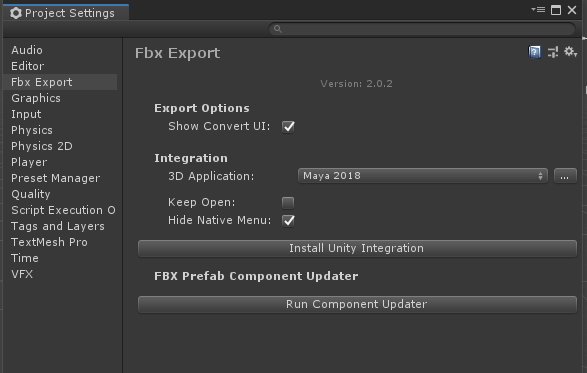 Project Settings
Audio
Editor
Fbx Export
Graphics
Input
Physics
Physics 2D
Player
Preset Manager
Quality
Script Execution O
Tags and Layers
TextMesh Pro
Time
VFX
Fbx Export
Version: 2.0.2
Export Options
Show Convert UI:
Integration
3D Application: Maya 2018 ...
Keep Open:
Hide Native Menu:
Install Unity Integration
FBX Prefab Component Updater
Run Component Updater